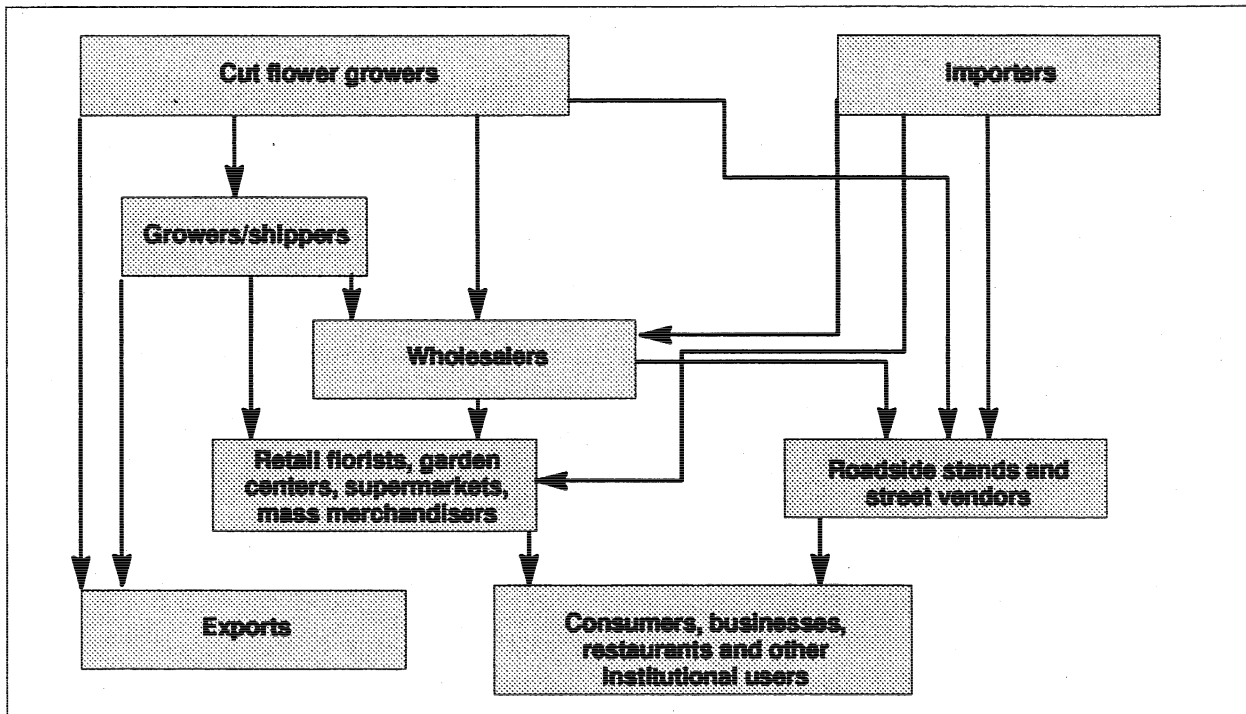 Cut flower growers
Importers
Growers/shippers
Wholesalers
Retail florists, garden
centers, supermarkets,
mass merchandisers
Roadside stands and
street vendors
Exports
Consumers, businesses,
restaurants and other
institutional users